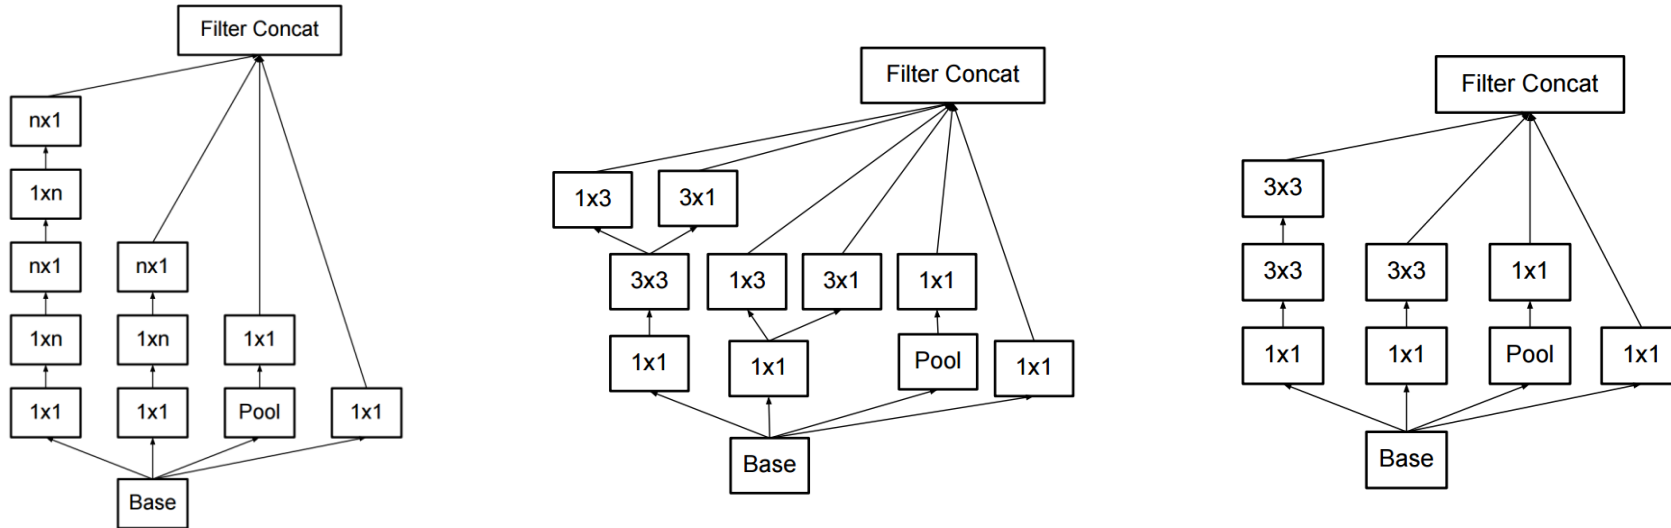 Filter Concat
nx1
1xn
nx1
nx1
1xn
1xn
1x1
1x1
1x1
Pool
1x1
Base
Filter Concat
1x3
3x1
3x3
1x3
3x1
1x1
1x1
1x1
Pool
1x1
Base
Filter Concat
3x3
3x3
3x3
1x1
1x1
1x1
Pool
1x1
Base